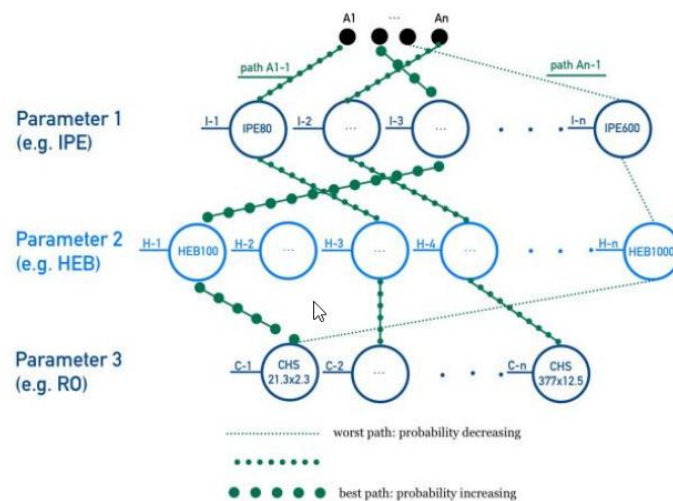 A1 ... An
path A1-1
path An-1
Parameter 1
(e.g. IPE)
I-1 IPE80 I-2 ... I-3 ... I-n IPE600
Parameter 2
(e.g. HEB)
H-1 HEB100 H-2 ... H-3 ... H-4 ... H-n HEB1000
Parameter 3
(e.g. RO)
C-1 CHS C-2 ... C-n CHS
21.3x2.3 377x12.5
worst path: probability decreasing
best path: probability increasing